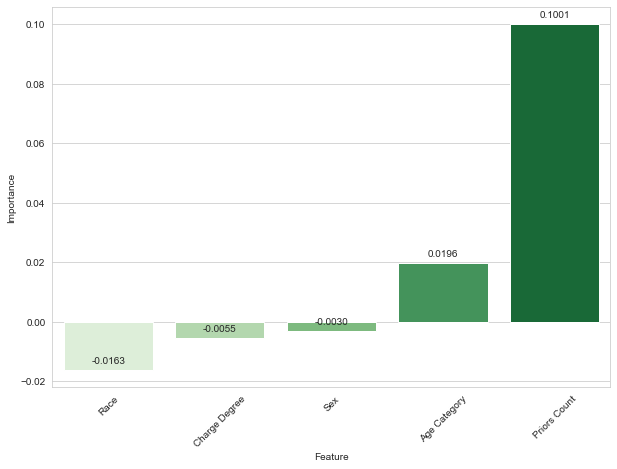 0.1001
0.10
0.08
0.06
0.04
0.02
0.00
−0.02
Importance
0.0196
-0.0030
-0.0055
-0.0163
Race
Charge Degree
Sex
Age Category
Priors Count
Feature